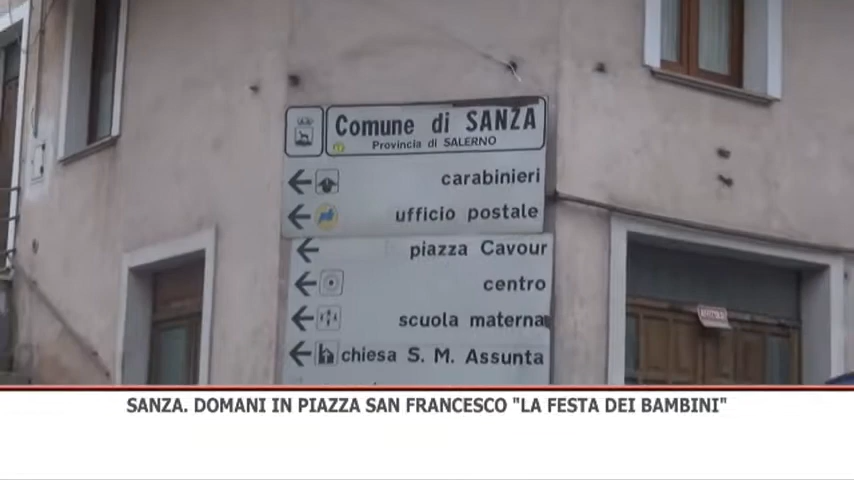 Comune di SANZA
Provincia di SALERNO
carabinieri
ufficio postale
piazza Cavour
centro
scuola materna
chiesa S. M. Assunta
SANZA. DOMANI IN PIAZZA SAN FRANCESCO "LA FESTA DEI BAMBINI"